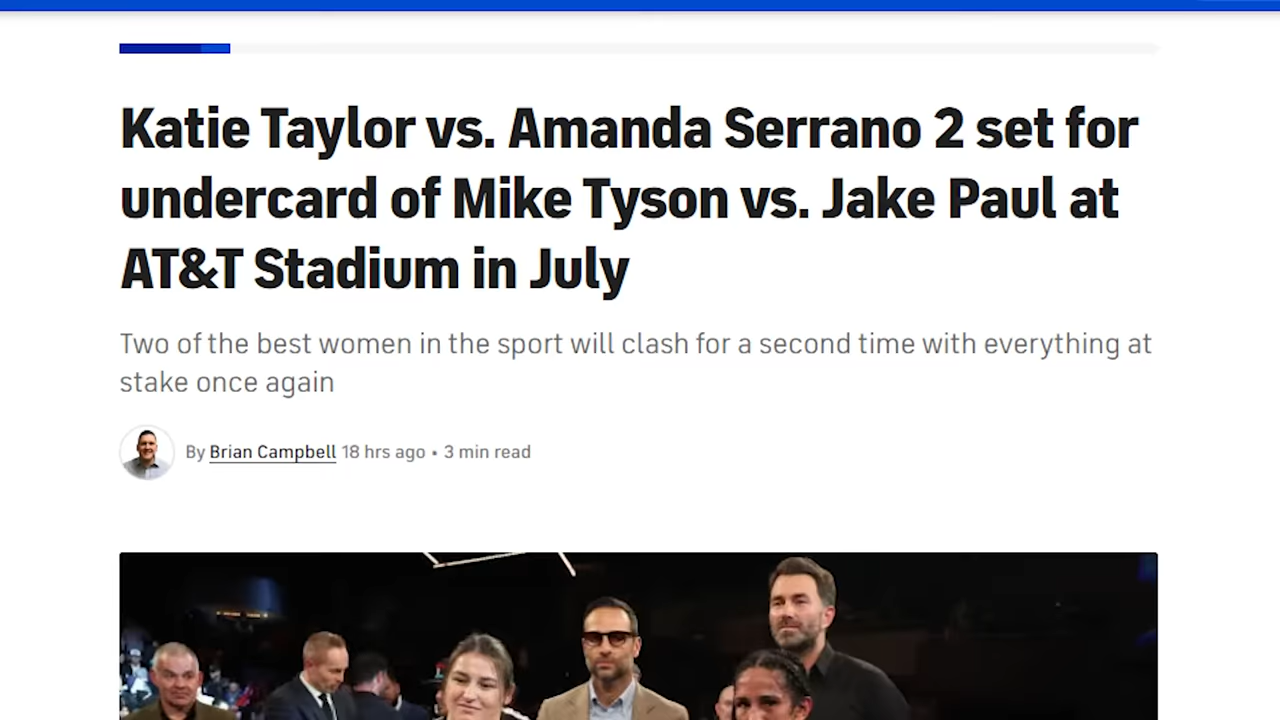 Katie Taylor vs. Amanda Serrano 2 set for
undercard of Mike Tyson vs. Jake Paul at
AT&T Stadium in July
Two of the best women in the sport will clash for a second time with everything at
stake once again
By Brian Campbell 18 hrs ago • 3 min read